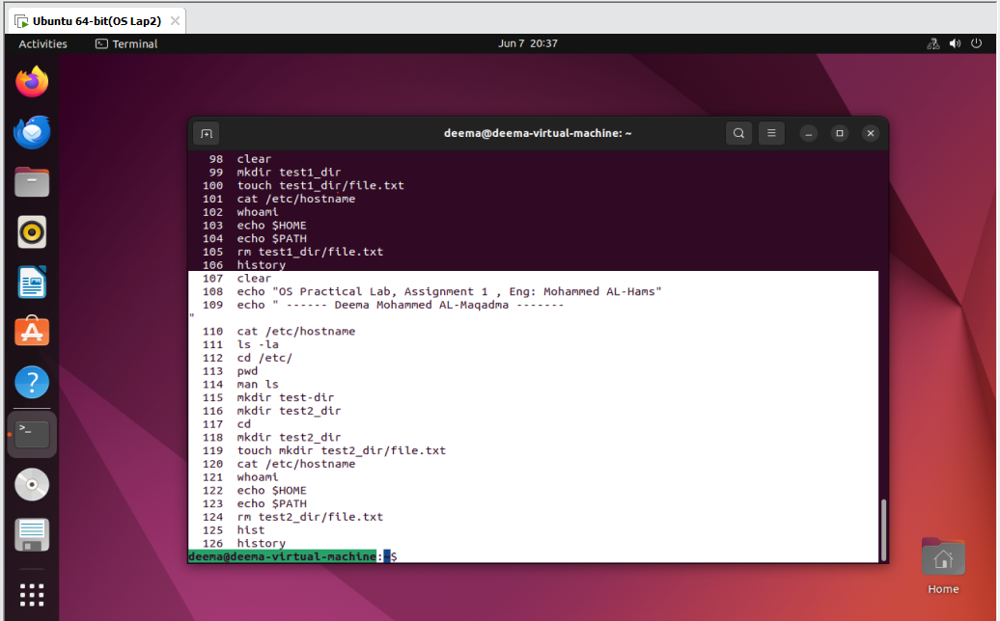 Ubuntu 64-bit(OS Lap2)
Activities
Terminal
Jun 7 20:37
deema@deema-virtual-machine: ~
98 clear
99 mkdir test1_dir
100 touch test1_dir/file.txt
101 cat /etc/hostname
102 whoami
103 echo $HOME
104 echo $PATH
105 rm test1_dir/file.txt
106 history
107 clear
108 echo "OS Practical Lab, Assignment 1 , Eng: Mohammed AL-Hams"
109 echo " ------ Deema Mohammed AL-Maqadma -------
"
110 cat /etc/hostname
111 ls -la
112 cd /etc/
113 pwd
114 man ls
115 mkdir test-dir
116 mkdir test2_dir
117 cd
118 mkdir test2_dir
119 touch mkdir test2_dir/file.txt
120 cat /etc/hostname
121 whoami
122 echo $HOME
123 echo $PATH
124 rm test2_dir/file.txt
125 hist
126 history
deema@deema-virtual-machine:~$
Home